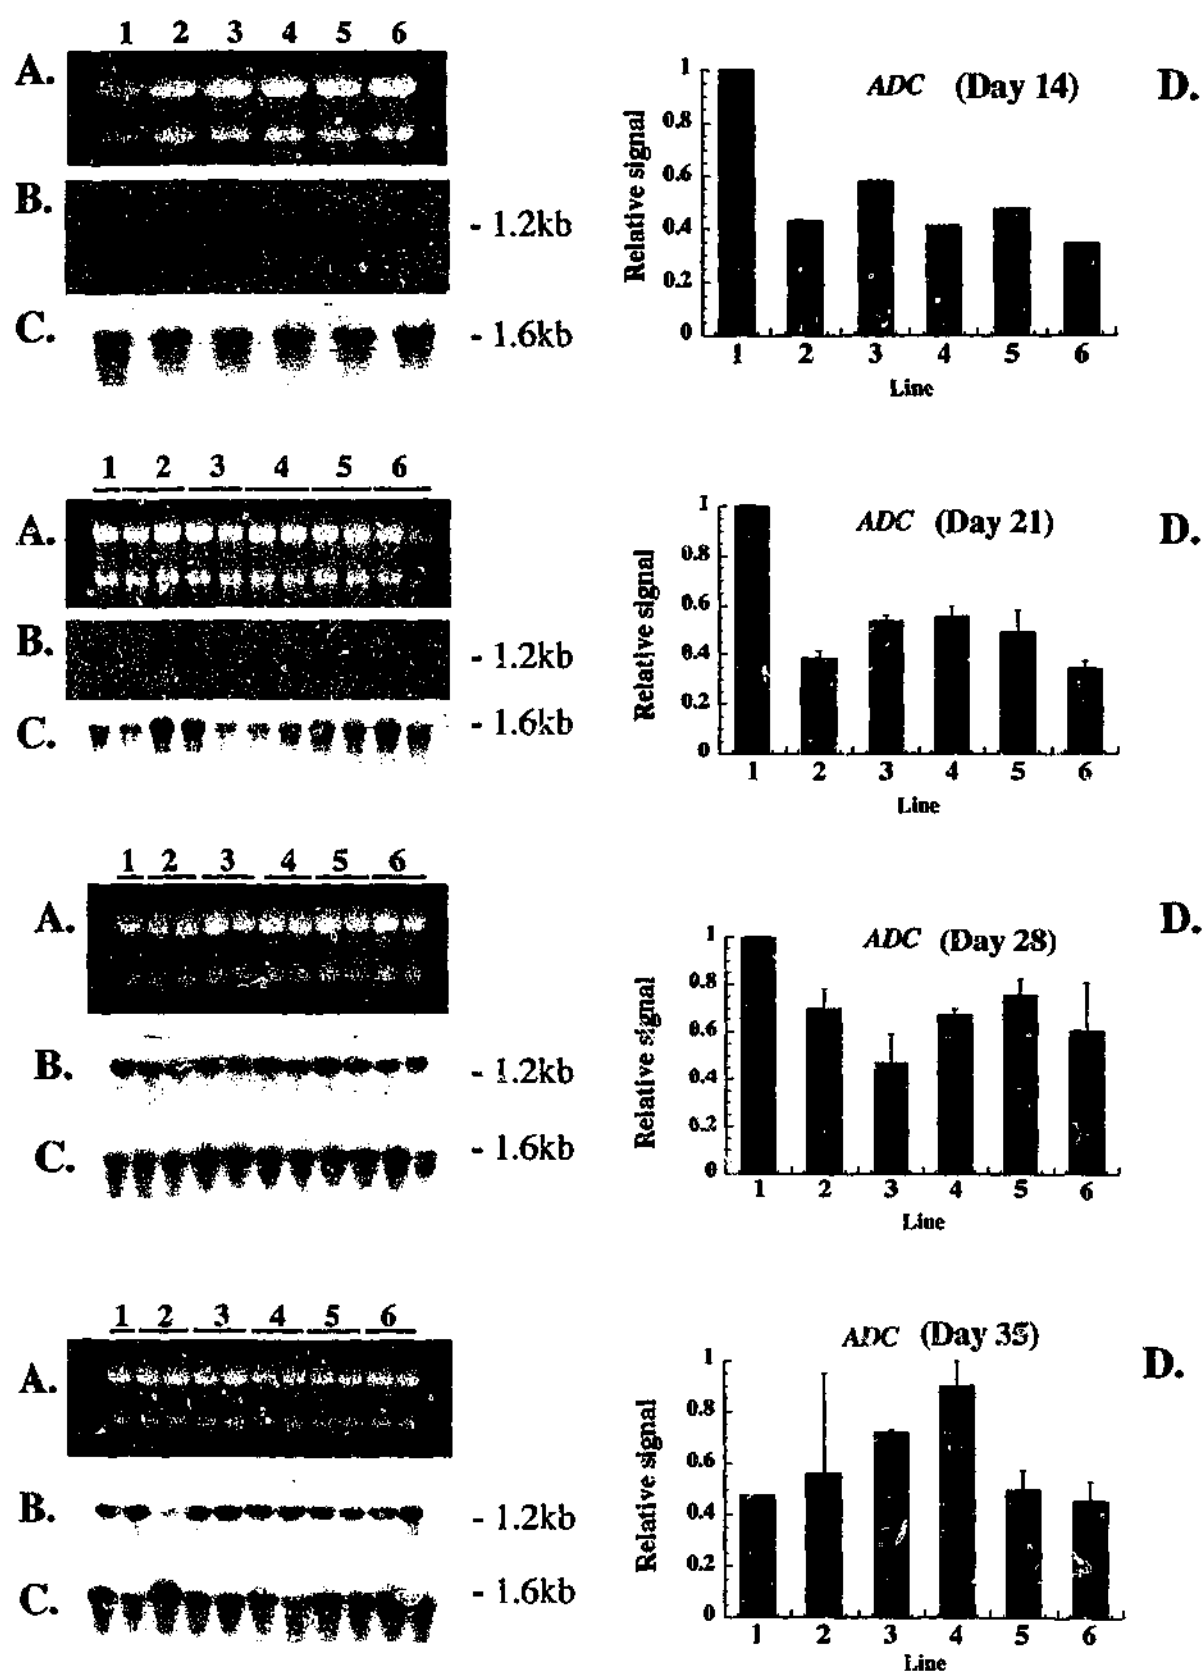 1 2 3 4 5 6
A.
B.
- 1.2kb
C.
- 1.6kb
ADC (Day 14)
D.
Relative signal
1
0.8
0.6
0.4
0.2
0
1 2 3 4 5 6
Line
1 2 3 4 5 6
A.
B.
- 1.2kb
C.
- 1.6kb
ADC (Day 21)
D.
Relative signal
1
0.8
0.6
0.4
0.2
0
1 2 3 4 5 6
Line
1 2 3 4 5 6
A.
B.
- 1.2kb
C.
- 1.6kb
ADC (Day 28)
D.
Relative signal
1
0.8
0.6
0.4
0.2
0
1 2 3 4 5 6
Line
1 2 3 4 5 6
A.
B.
- 1.2kb
C.
- 1.6kb
ADC (Day 35)
D.
Relative signal
1
0.8
0.6
0.4
0.2
0
1 2 3 4 5 6
Line